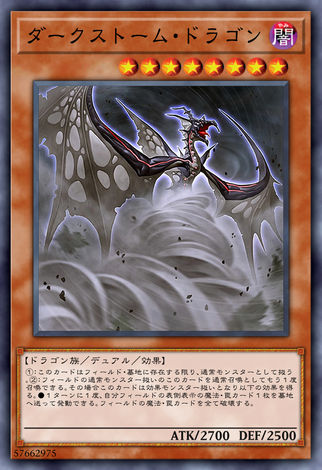 ダークストーム・ドラゴン
闇
やみ
【ドラゴン族／デュアル／効果】
①：このカードはフィールド・墓地に存在する限り、通常モンスターとして扱う。
②：フィールドの通常モンスター扱いのこのカードを通常召喚としてもう１度
召喚できる。その場合このカードは効果モンスター扱いとなり以下の効果を得る。
●１ターンに１度、自分フィールドの表側表示の魔法・罠カード１枚を墓地
へ送って発動できる。フィールドの魔法・罠カードを全て破壊する。
ATK/2700 DEF/2500
57662975